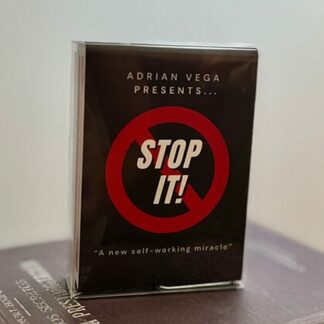 ADRIAN VEGA
PRESENTS...
STOP
IT!
"A new self-working miracle"